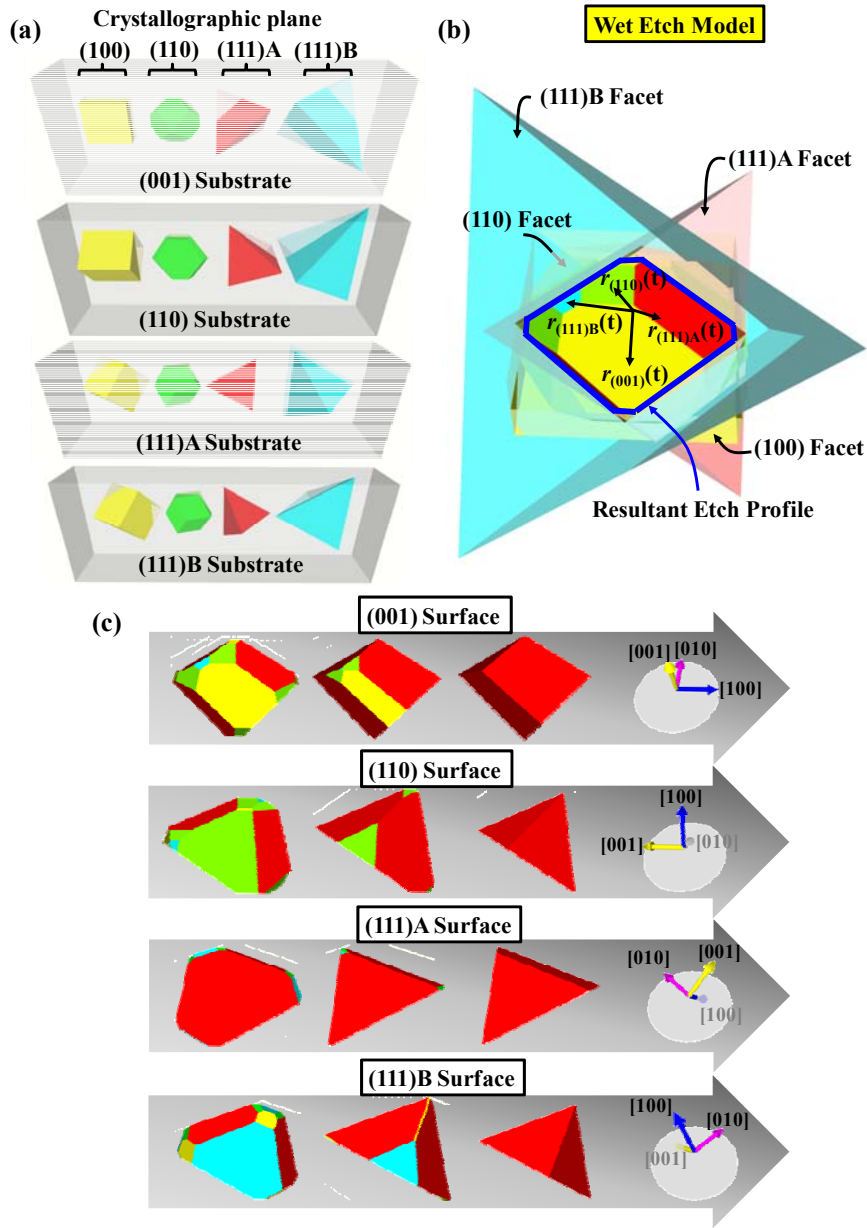 (a)
Crystallographic plane
(100) (110) (111)A (111)B
(001) Substrate
(110) Substrate
(111)A Substrate
(111)B Substrate
(b)
Wet Etch Model
(111)B Facet
(111)A Facet
(110) Facet
r(110)(t)
r(111)B(t)
r(111)A(t)
r(001)(t)
(100) Facet
Resultant Etch Profile
(c)
(001) Surface
[001] [010]
[100]
(110) Surface
[100]
[001] [010]
(111)A Surface
[010] [001]
[100]
(111)B Surface
[100] [010]
[001]